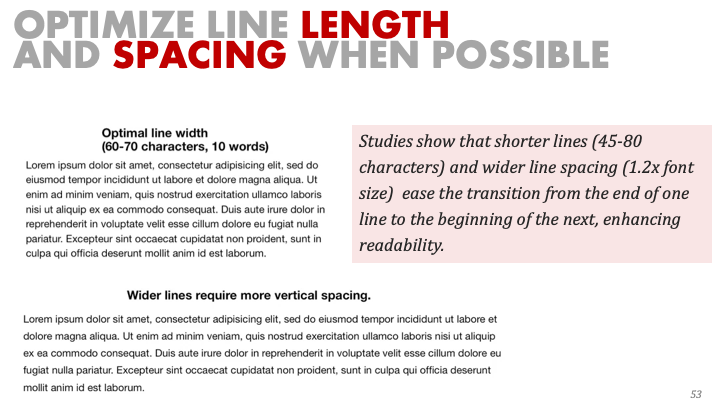 OPTIMIZE LINE LENGTH
AND SPACING WHEN POSSIBLE
Optimal line width
(60-70 characters, 10 words)
Lorem ipsum dolor sit amet, consectetur adipisicing elit, sed do
eiusmod tempor incididunt ut labore et dolore magna aliqua. Ut
enim ad minim veniam, quis nostrud exercitation ullamco laboris
nisi ut aliquip ex ea commodo consequat. Duis aute irure dolor in
reprehenderit in voluptate velit esse cillum dolore eu fugiat nulla
pariatur. Excepteur sint occaecat cupidatat non proident, sunt in
culpa qui officia deserunt mollit anim id est laborum.
Studies show that shorter lines (45-80
characters) and wider line spacing (1.2x font
size) ease the transition from the end of one
line to the beginning of the next, enhancing
readability.
Wider lines require more vertical spacing.
Lorem ipsum dolor sit amet, consectetur adipisicing elit, sed do eiusmod tempor incididunt ut labore et
dolore magna aliqua. Ut enim ad minim veniam, quis nostrud exercitation ullamco laboris nisi ut aliquip
ex ea commodo consequat. Duis aute irure dolor in reprehenderit in voluptate velit esse cillum dolore eu
fugiat nulla pariatur. Excepteur sint occaecat cupidatat non proident, sunt in culpa qui officia deserunt
mollit anim id est laborum.
53